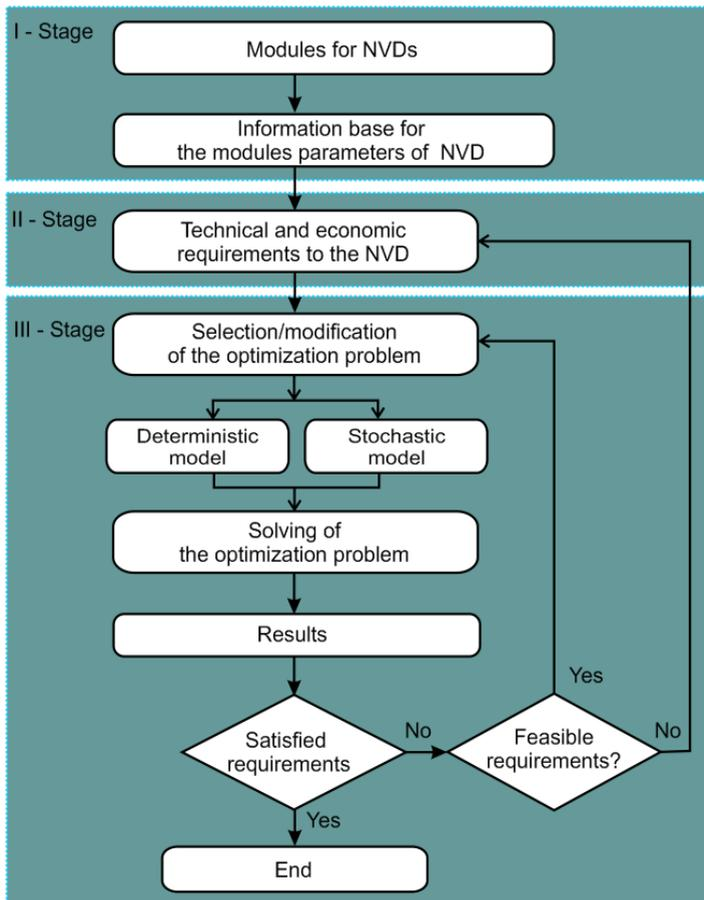 I - Stage
Modules for NVDs
Information base for
the modules parameters of NVD
II - Stage
Technical and economic
requirements to the NVD
III - Stage
Selection/modification
of the optimization problem
Deterministic
model
Stochastic
model
Solving of
the optimization problem
Results
Satisfied
requirements
No
Feasible
requirements?
Yes
No
Yes
End